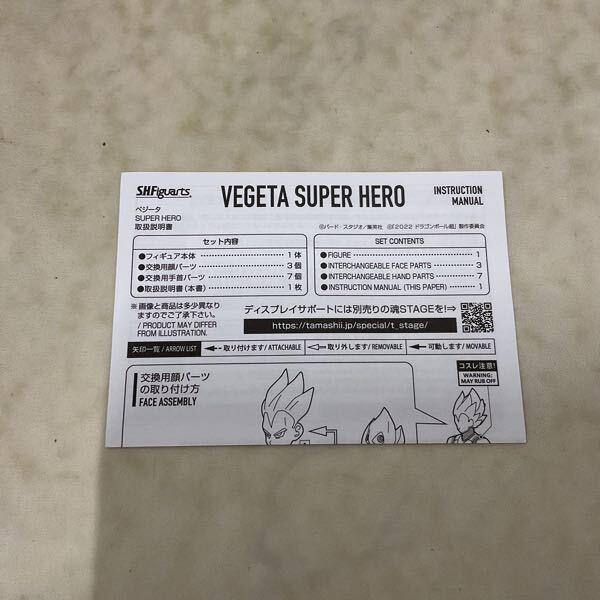 S.H.Figuarts
VEGETA SUPER HERO
INSTRUCTION
MANUAL
ベジータ
SUPER HERO
取扱説明書
©バード・スタジオ／集英社 ©「2022 ドラゴンボール超」製作委員会
セット内容
●フィギュア本体 1体
●交換用顔パーツ 3個
●交換用手首パーツ 7個
●取扱説明書(本書) 1枚
SET CONTENTS
●FIGURE 1
●INTERCHANGEABLE FACE PARTS 3
●INTERCHANGEABLE HAND PARTS 7
●INSTRUCTION MANUAL (THIS PAPER) 1
※画像と商品は多少異なり
ますのでご了承下さい。
/ PRODUCT MAY DIFFER
FROM ILLUSTRATION.
ディスプレイサポートには別売りの魂STAGEを!⇒
https://tamashii.jp/special/t_stage/
矢印一覧 / ARROW LIST
取り付けます/ ATTACHABLE
取り外します/ REMOVABLE
可動します/ MOVABLE
交換用顔パーツ
の取り付け方
FACE ASSEMBLY
コスレ注意!
WARNING:
MAY RUB OFF